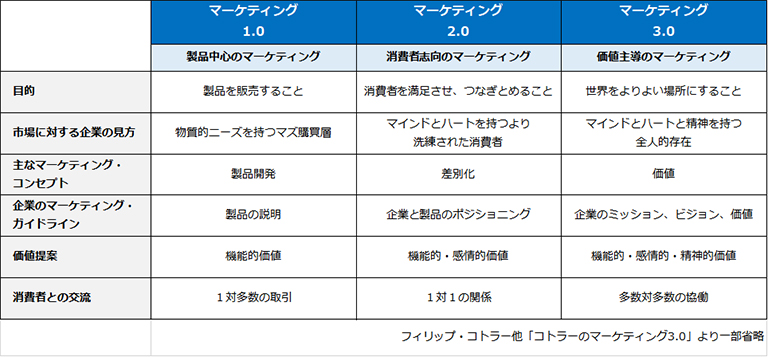 マーケティング
1.0
マーケティング
2.0
マーケティング
3.0
製品中心のマーケティング
消費者志向のマーケティング
価値主導のマーケティング
目的
製品を販売すること
消費者を満足させ、つなぎとめること
世界をよりよい場所にすること
市場に対する企業の見方
物質的ニーズを持つマズ購買層
マインドとハートを持つより
洗練された消費者
マインドとハートと精神を持つ
全人的存在
主なマーケティング・
コンセプト
製品開発
差別化
価値
企業のマーケティング・
ガイドライン
製品の説明
企業と製品のポジショニング
企業のミッション、ビジョン、価値
価値提案
機能的価値
機能的・感情的価値
機能的・感情的・精神的価値
消費者との交流
１対多数の取引
１対１の関係
多数対多数の協働
フィリップ・コトラー他「コトラーのマーケティング3.0」より一部省略